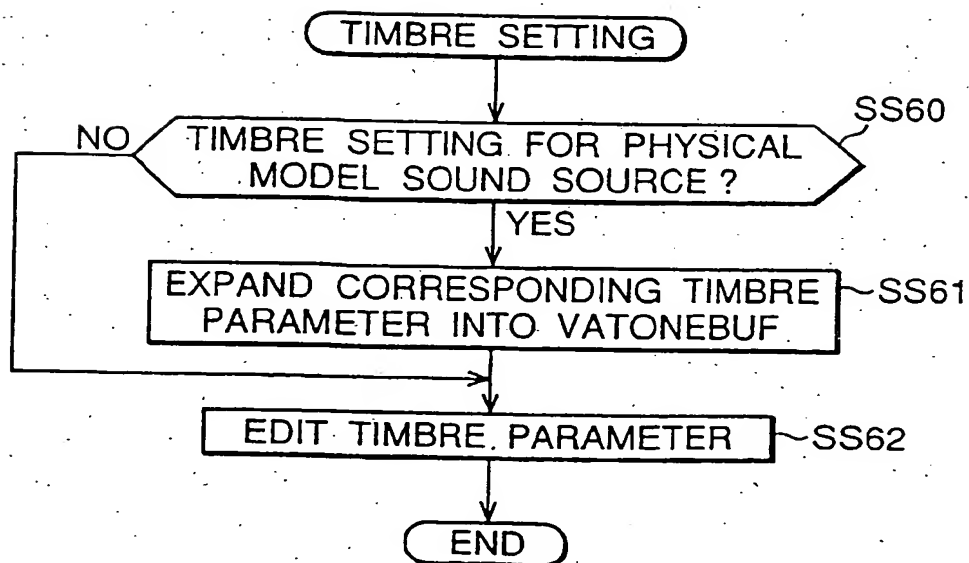 TIMBRE SETTING
SS60
NO
TIMBRE SETTING FOR PHYSICAL
MODEL SOUND SOURCE?
YES
EXPAND CORRESPONDING TIMBRE
PARAMETER INTO VATONEBUF
SS61
EDIT TIMBRE PARAMETER
SS62
END